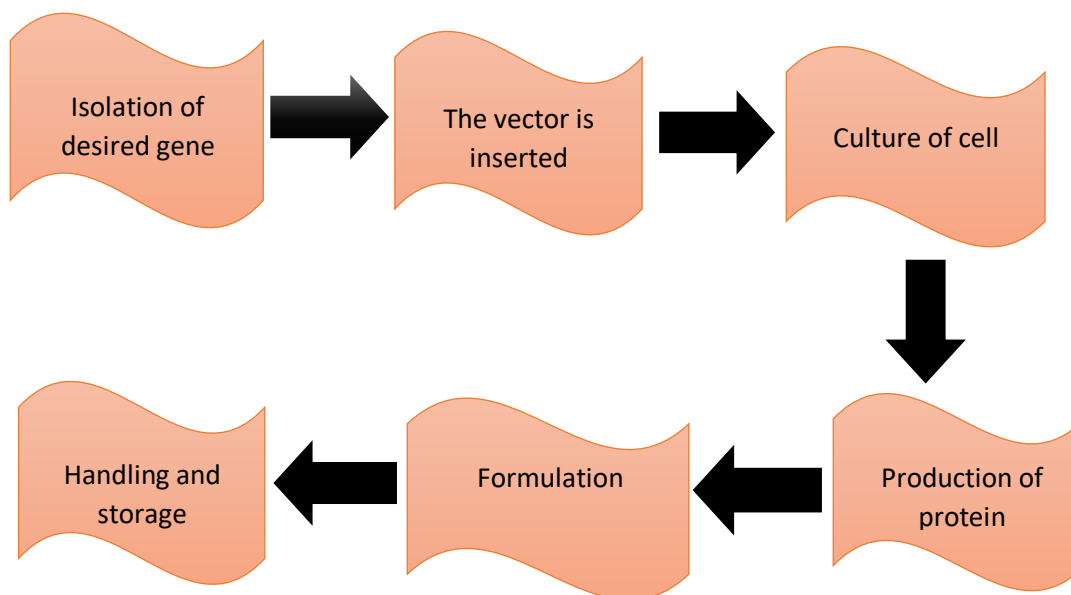 Isolation of
desired gene
The vector is
inserted
Culture of cell
Production of
protein
Formulation
Handling and
storage